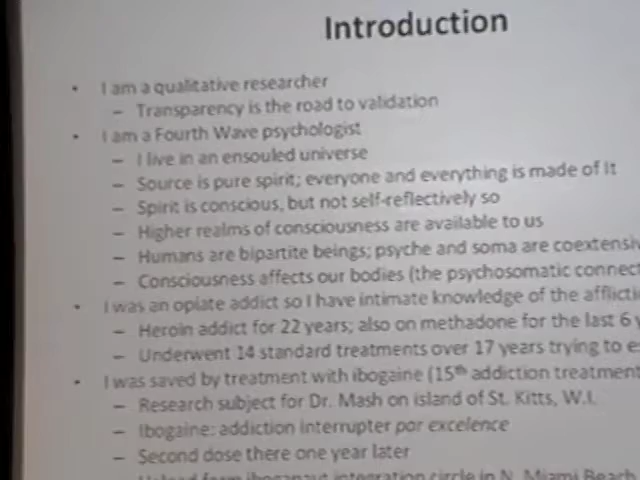 Introduction
• I am a qualitative researcher
– Transparency is the road to validation
• I am a Fourth Wave psychologist
– I live in an ensouled universe
– Source is pure spirit; everyone and everything is made of It
– Spirit is conscious, but not self-reflectively so
– Higher realms of consciousness are available to us
– Humans are bipartite beings; psyche and soma are coextensiv
– Consciousness affects our bodies (the psychosomatic connect
• I was an opiate addict so I have intimate knowledge of the afflicti
– Heroin addict for 22 years; also on methadone for the last 6 y
– Underwent 14 standard treatments over 17 years trying to e
• I was saved by treatment with ibogaine (15th addiction treatment
– Research subject for Dr. Mash on island of St. Kitts, W.I.
– Ibogaine: addiction interrupter par excelence
– Second dose there one year later
integration circle in N. Miami Beach